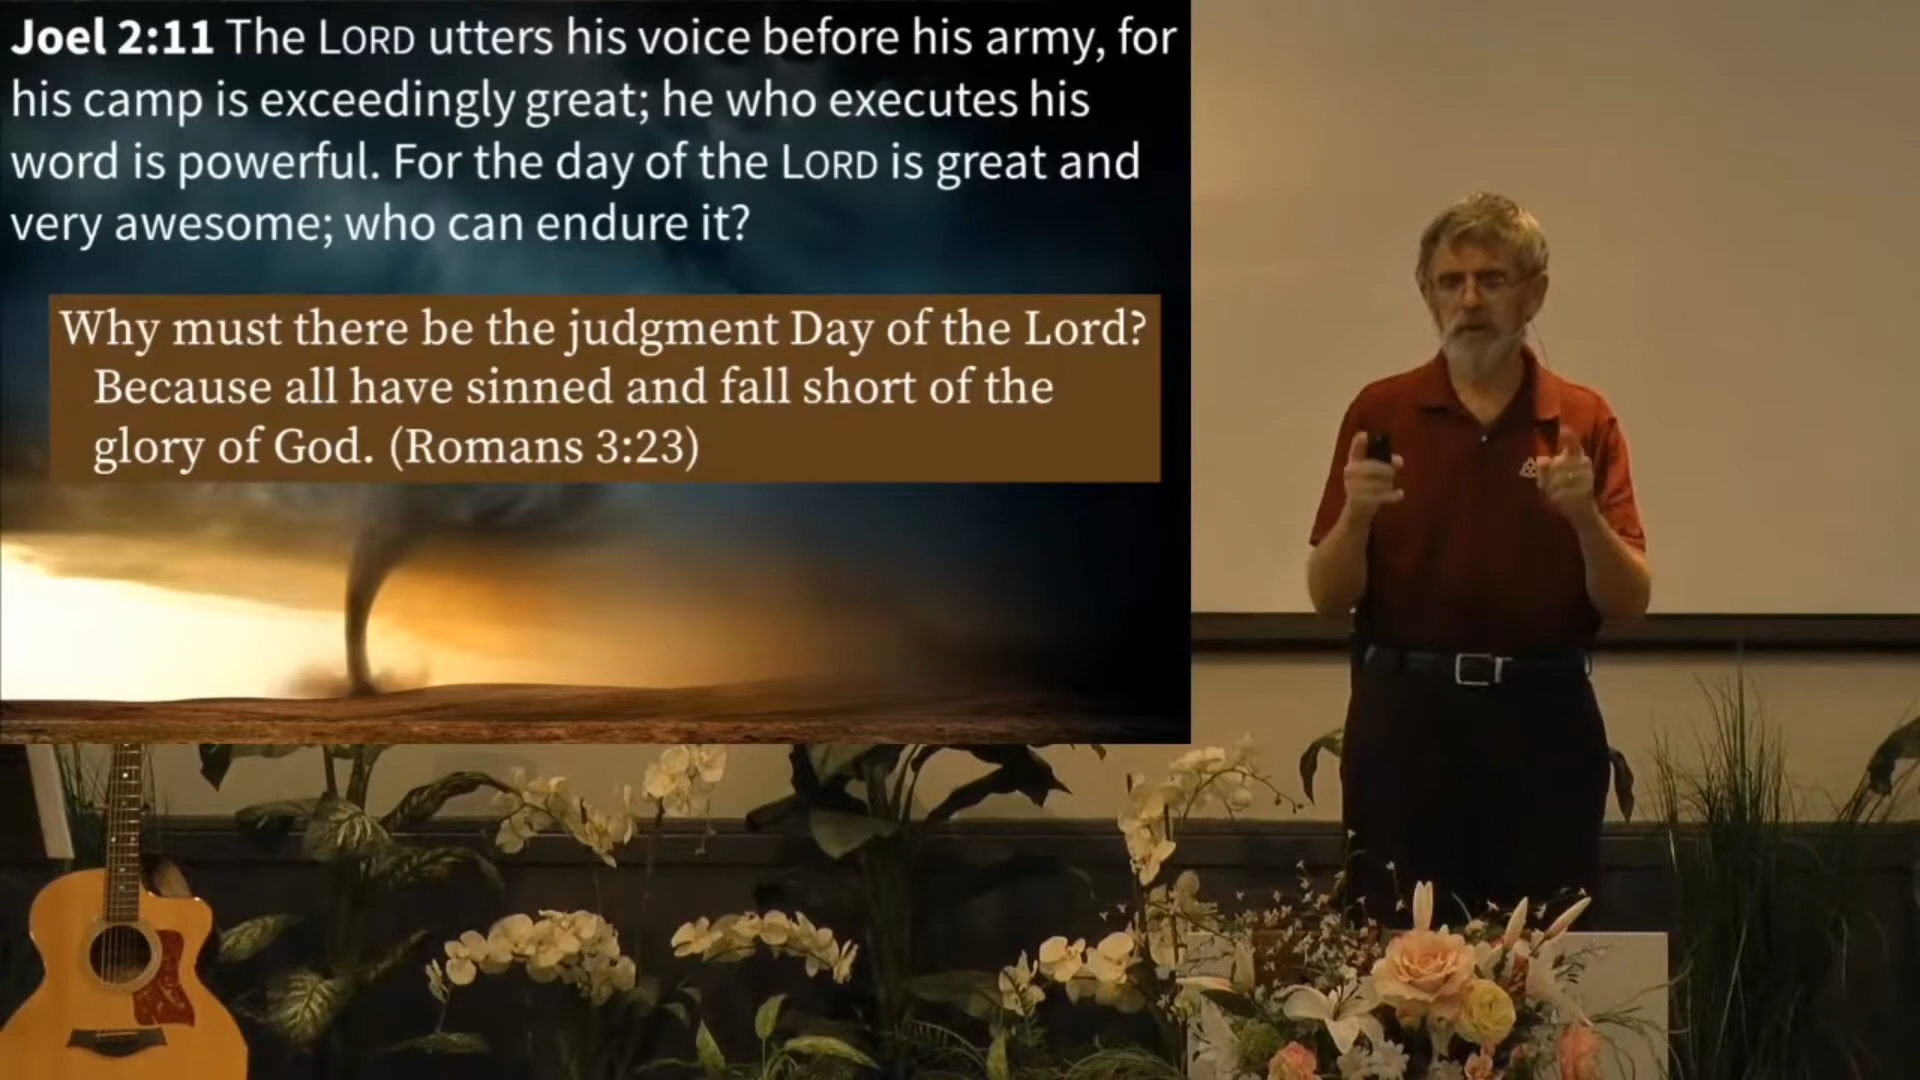 Joel 2:11 The LORD utters his voice before his army, for
his camp is exceedingly great; he who executes his
word is powerful. For the day of the LORD is great and
very awesome; who can endure it?
Why must there be the judgment Day of the Lord?
Because all have sinned and fall short of the
glory of God. (Romans 3:23)